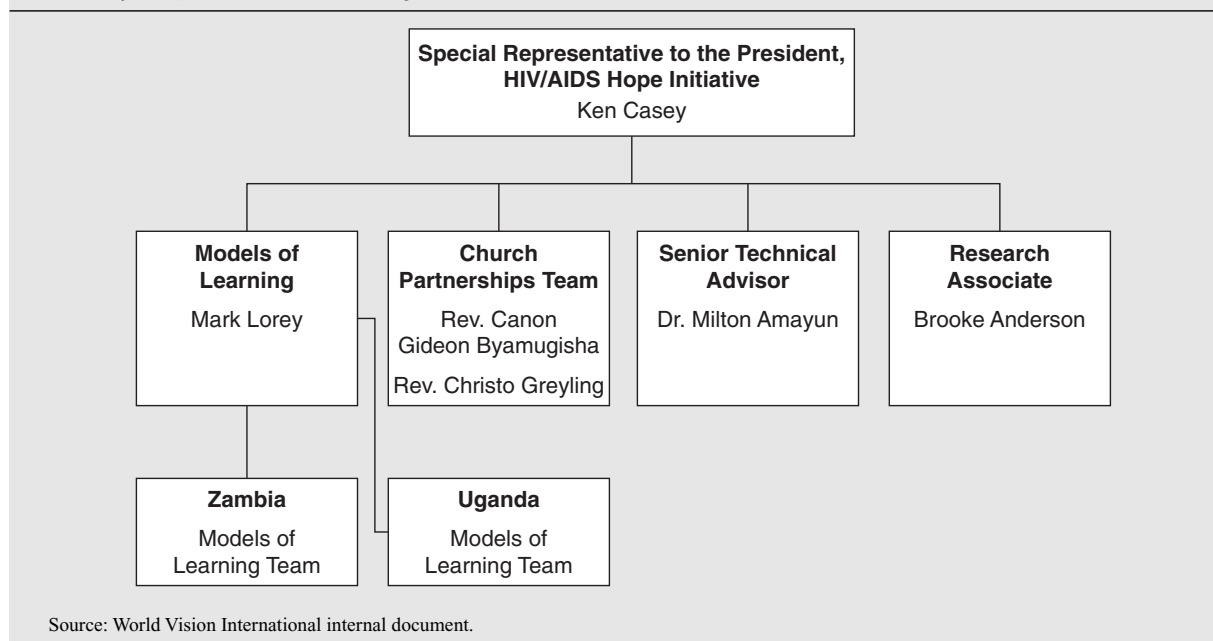 Special Representative to the President,
HIV/AIDS Hope Initiative
Ken Casey
Models of
Learning
Mark Lorey
Church
Partnerships Team
Rev. Canon
Gideon Byamugisha
Rev. Christo Greyling
Senior Technical
Advisor
Dr. Milton Amayun
Research
Associate
Brooke Anderson
Zambia
Models of
Learning Team
Uganda
Models of
Learning Team
Source: World Vision International internal document.